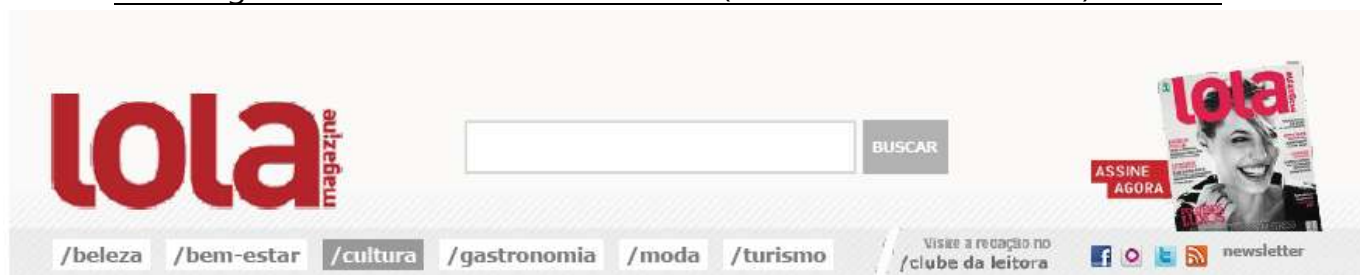 lola
magazine
BUSCAR
lola
ASSINE
AGORA
/beleza /bem-estar /cultura /gastronomia /moda /turismo
Visite a redação no
/clube da leitora
newsletter